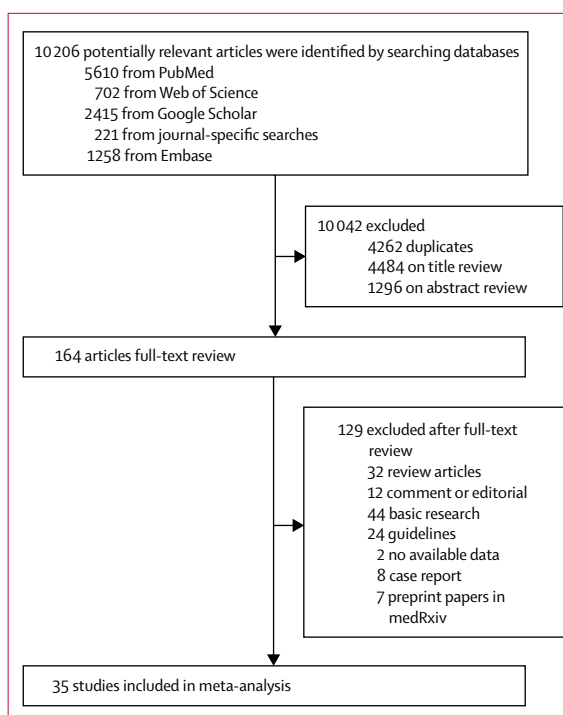 10 206 potentially relevant articles were identified by searching databases
5610 from PubMed
702 from Web of Science
2415 from Google Scholar
221 from journal-specific searches
1258 from Embase
10 042 excluded
4262 duplicates
4484 on title review
1296 on abstract review
164 articles full-text review
129 excluded after full-text
review
32 review articles
12 comment or editorial
44 basic research
24 guidelines
2 no available data
8 case report
7 preprint papers in
medRxiv
35 studies included in meta-analysis